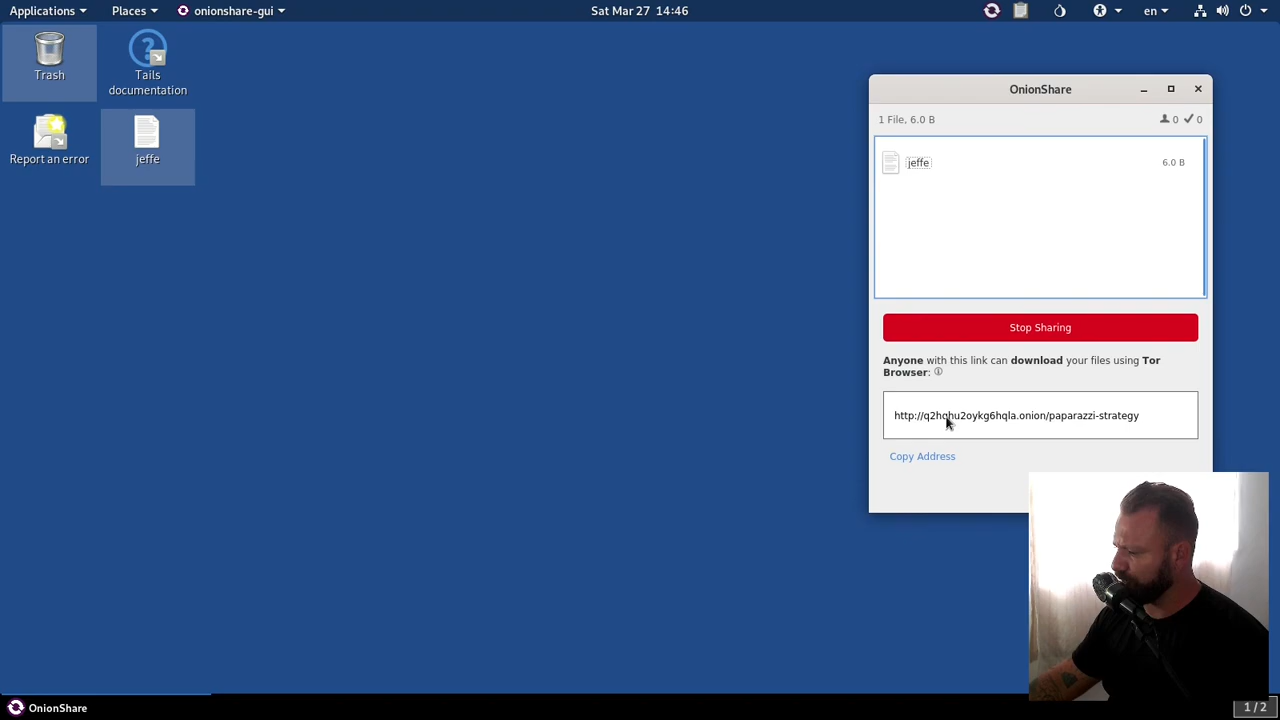 Applications Places onionshare-gui Sat Mar 27 14:46 en
Trash
Tails
documentation
Report an error
jeffe
OnionShare
1 File, 6.0 B 0 0
jeffe 6.0 B
Stop Sharing
Anyone with this link can download your files using Tor
Browser:
http://q2hqhu2oykg6hqla.onion/paparazzi-strategy
Copy Address
OnionShare
1 / 2